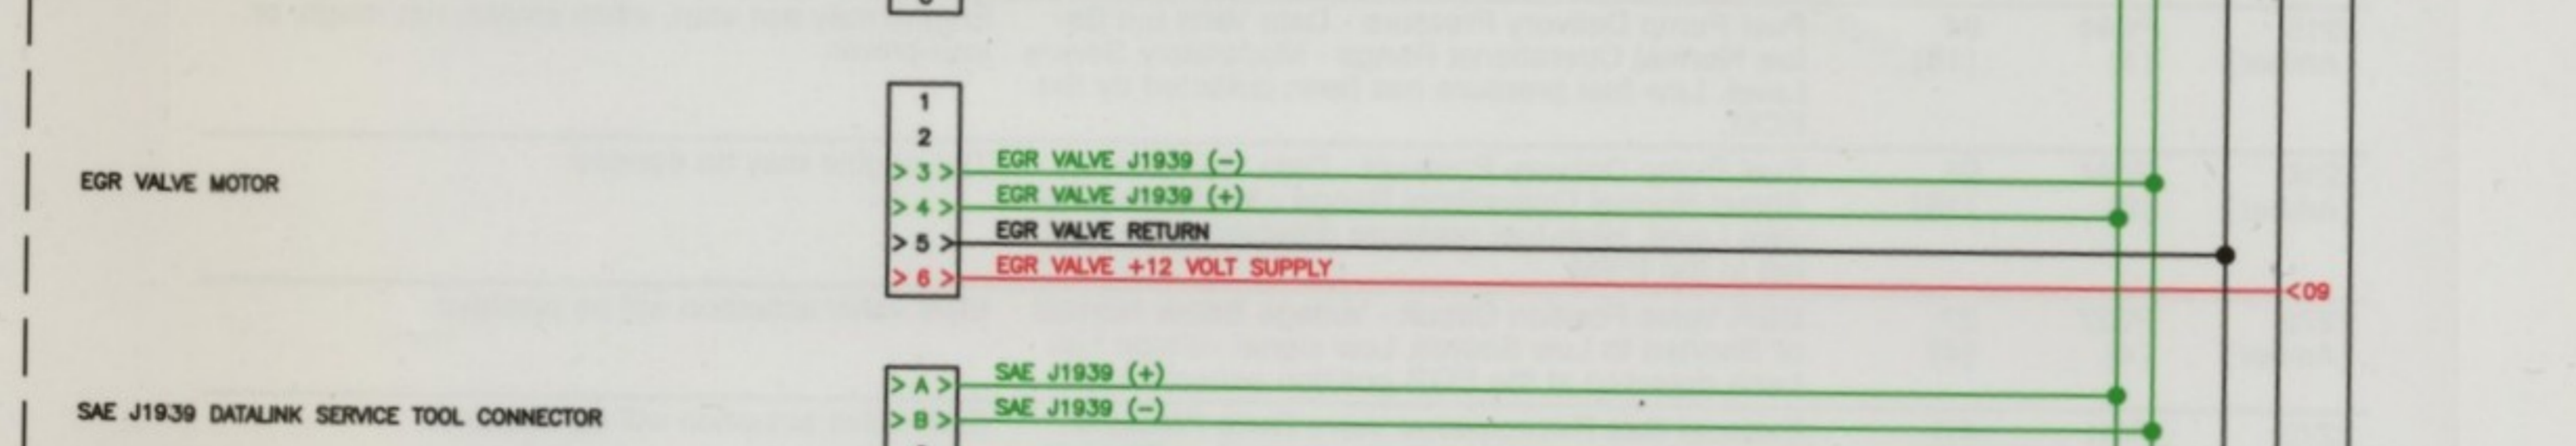 1
2
EGR VALVE J1939 (-)
> 3 >
EGR VALVE MOTOR
EGR VALVE J1939 (+)
> 4 >
EGR VALVE RETURN
> 5 >
EGR VALVE +12 VOLT SUPPLY
> 6 >
<09
SAE J1939 (+)
> A >
SAE J1939 (-)
> B >
SAE J1939 DATALINK SERVICE TOOL CONNECTOR